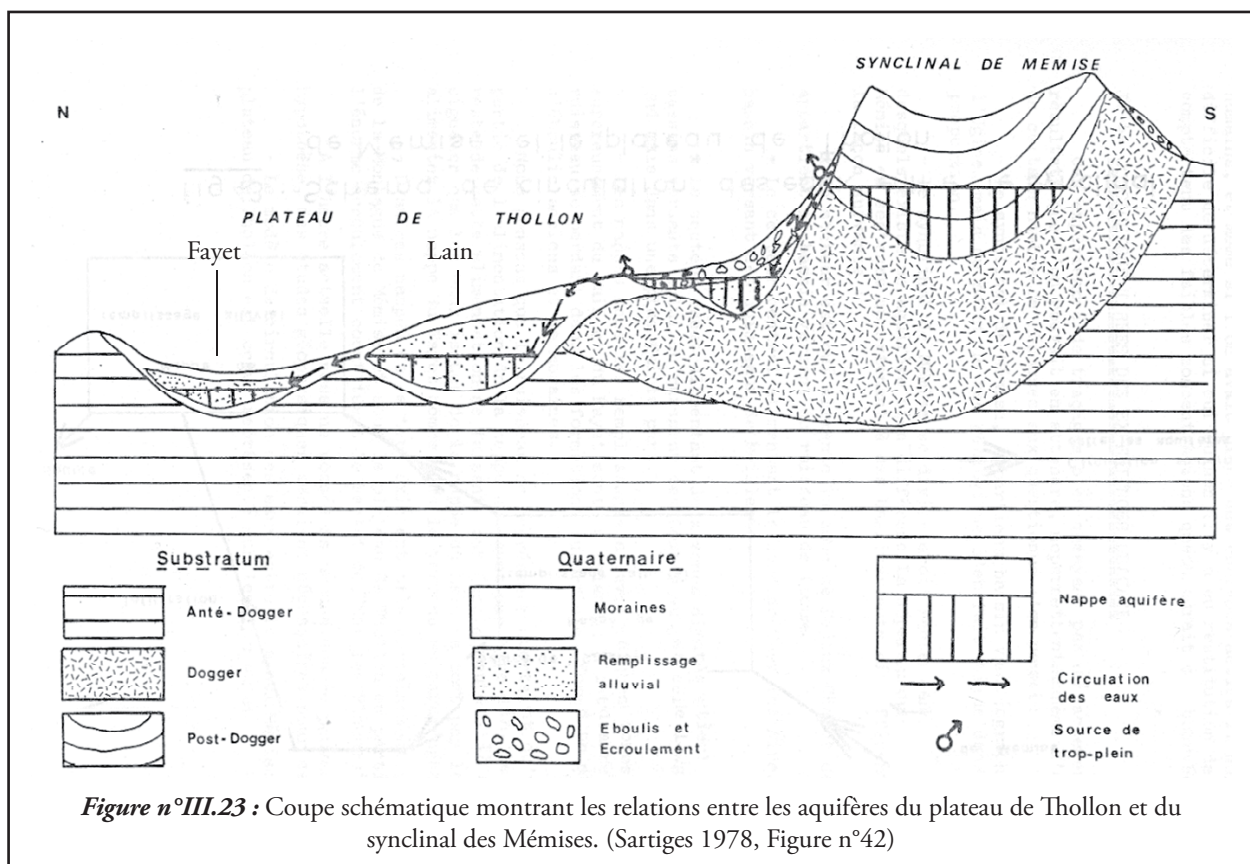 SYNCLINAL DE MEMISE
N
S
PLATEAU DE THOLLON
Fayet
Lain
Substratum
Anté-Dogger
Dogger
Post-Dogger
Quaternaire
Moraines
Remplissage
alluvial
Eboulis et
Ecroulement
Nappe aquifère
Circulation
des eaux
Source de
trop-plein
Figure n°III.23 : Coupe schématique montrant les relations entre les aquifères du plateau de Thollon et du
synclinal des Mémises. (Sartiges 1978, Figure n°42)